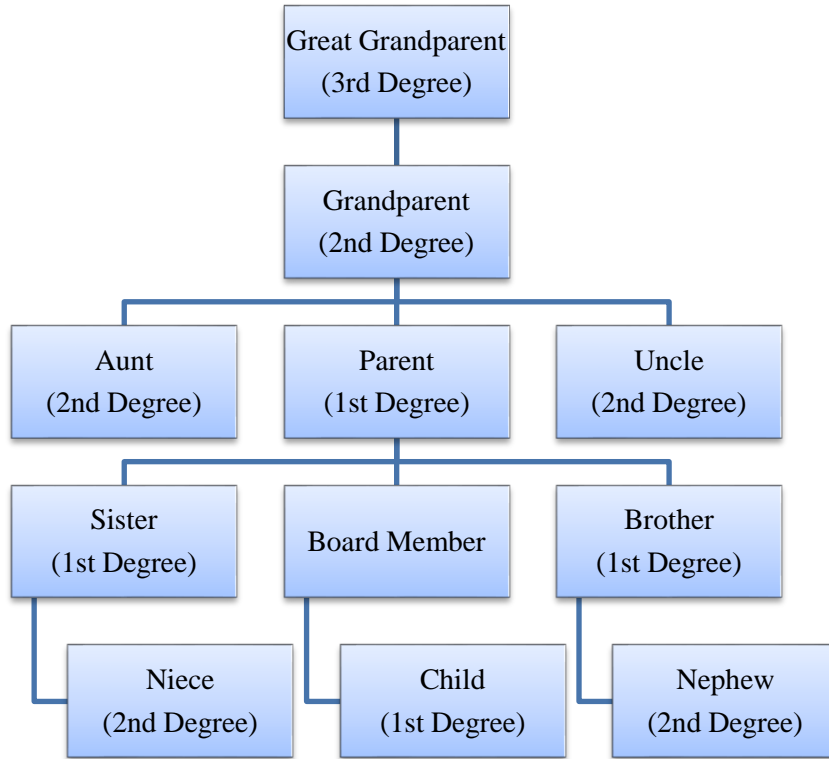 Great Grandparent
(3rd Degree)
Grandparent
(2nd Degree)
Aunt
(2nd Degree)
Parent
(1st Degree)
Uncle
(2nd Degree)
Sister
(1st Degree)
Board Member
Brother
(1st Degree)
Niece
(2nd Degree)
Child
(1st Degree)
Nephew
(2nd Degree)